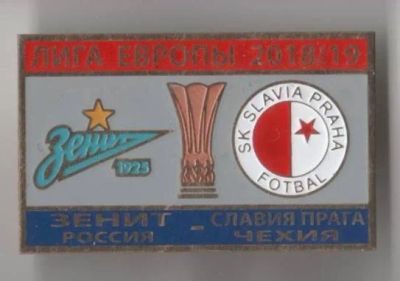 ЛИГА ЕВРОПЫ-2018/19
Зенит
1925
SK SLAVIA PRAHA
FOTBAL
ЗЕНИТ - СЛАВИЯ ПРАГА
РОССИЯ ЧЕХИЯ